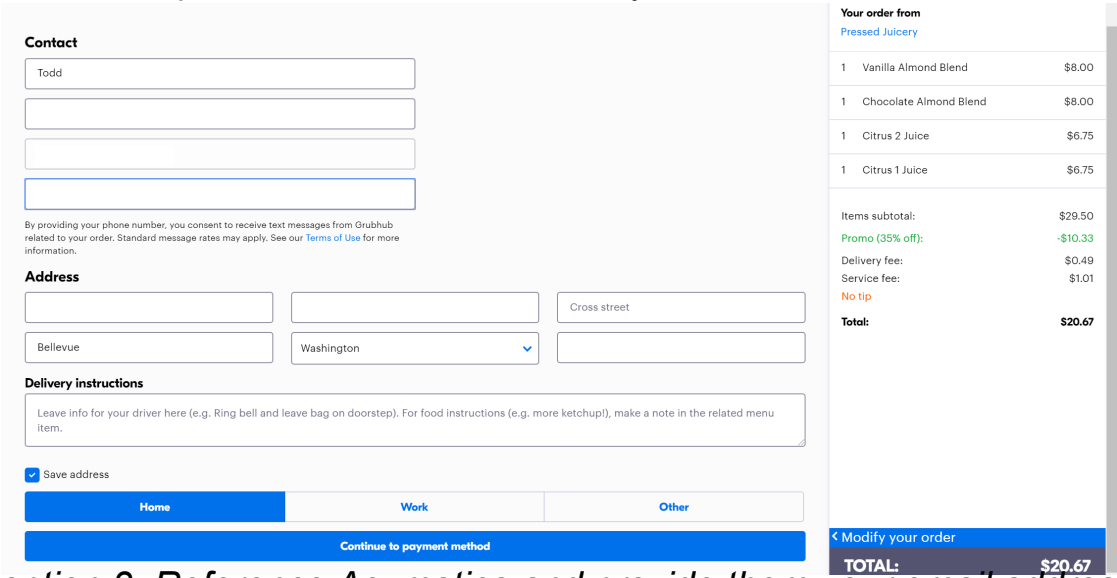 Contact
Todd
By providing your phone number, you consent to receive text messages from Grubhub
related to your order. Standard message rates may apply. See our Terms of Use for more
information.
Address
Cross street
Bellevue
Washington
Delivery instructions
Leave info for your driver here (e.g. Ring bell and leave bag on doorstep). For food instructions (e.g. more ketchup!), make a note in the related menu
item.
Save address
Home Work Other
Continue to payment method
Your order from
Pressed Juicery
1 Vanilla Almond Blend $8.00
1 Chocolate Almond Blend $8.00
1 Citrus 2 Juice $6.75
1 Citrus 1 Juice $6.75
Items subtotal: $29.50
Promo (35% off): -$10.33
Delivery fee: $0.49
Service fee: $1.01
No tip
Total: $20.67
Modify your order
TOTAL: $20.67